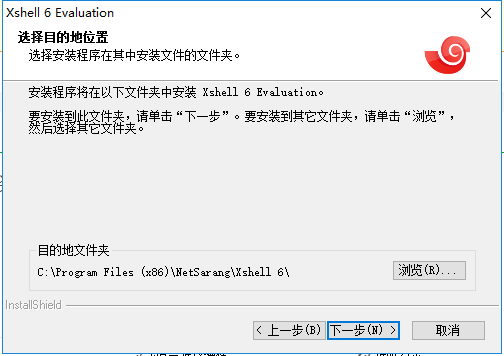 Xshell 6 Evaluation
选择目的地位置
选择安装程序在其中安装文件的文件夹。
安装程序将在以下文件夹中安装 Xshell 6 Evaluation。
要安装到此文件夹，请单击“下一步”。要安装到其它文件夹，请单击“浏览”，
然后选择其它文件夹。
目的地文件夹
C:\Program Files (x86)\NetSarang\Xshell 6\
浏览(R)...
InstallShield
< 上一步(B) 下一步(N) > 取消